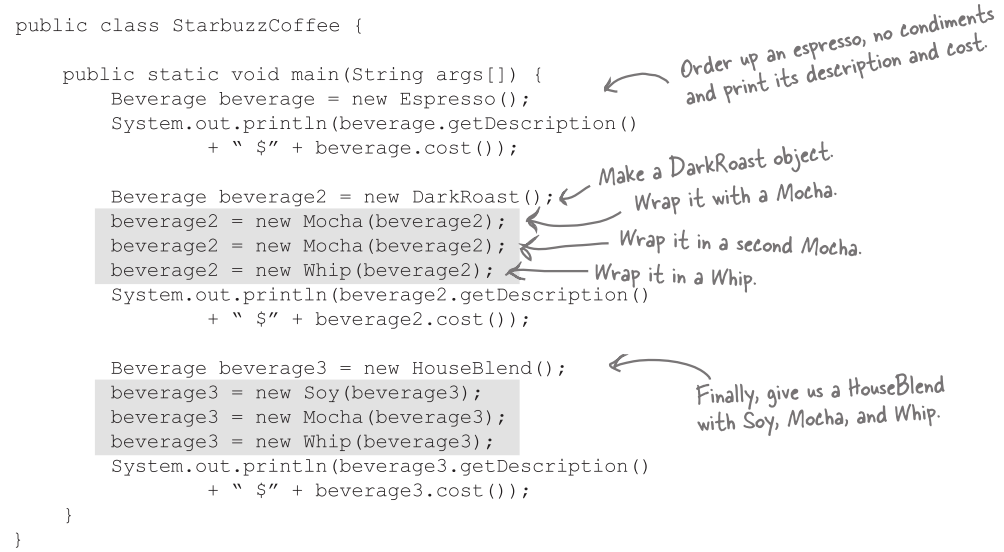 public class StarbuzzCoffee {
public static void main(String args[]) {
Beverage beverage = new Espresso();
System.out.println(beverage.getDescription()
+ “ $” + beverage.cost());
Order up an espresso, no condiments
and print its description and cost.
Beverage beverage2 = new DarkRoast();
Make a DarkRoast object.
beverage2 = new Mocha(beverage2);
Wrap it with a Mocha.
beverage2 = new Mocha(beverage2);
Wrap it in a second Mocha.
beverage2 = new Whip(beverage2);
Wrap it in a Whip.
System.out.println(beverage2.getDescription()
+ “ $” + beverage2.cost());
Beverage beverage3 = new HouseBlend();
beverage3 = new Soy(beverage3);
beverage3 = new Mocha(beverage3);
beverage3 = new Whip(beverage3);
Finally, give us a HouseBlend
with Soy, Mocha, and Whip.
System.out.println(beverage3.getDescription()
+ “ $” + beverage3.cost());
}
}